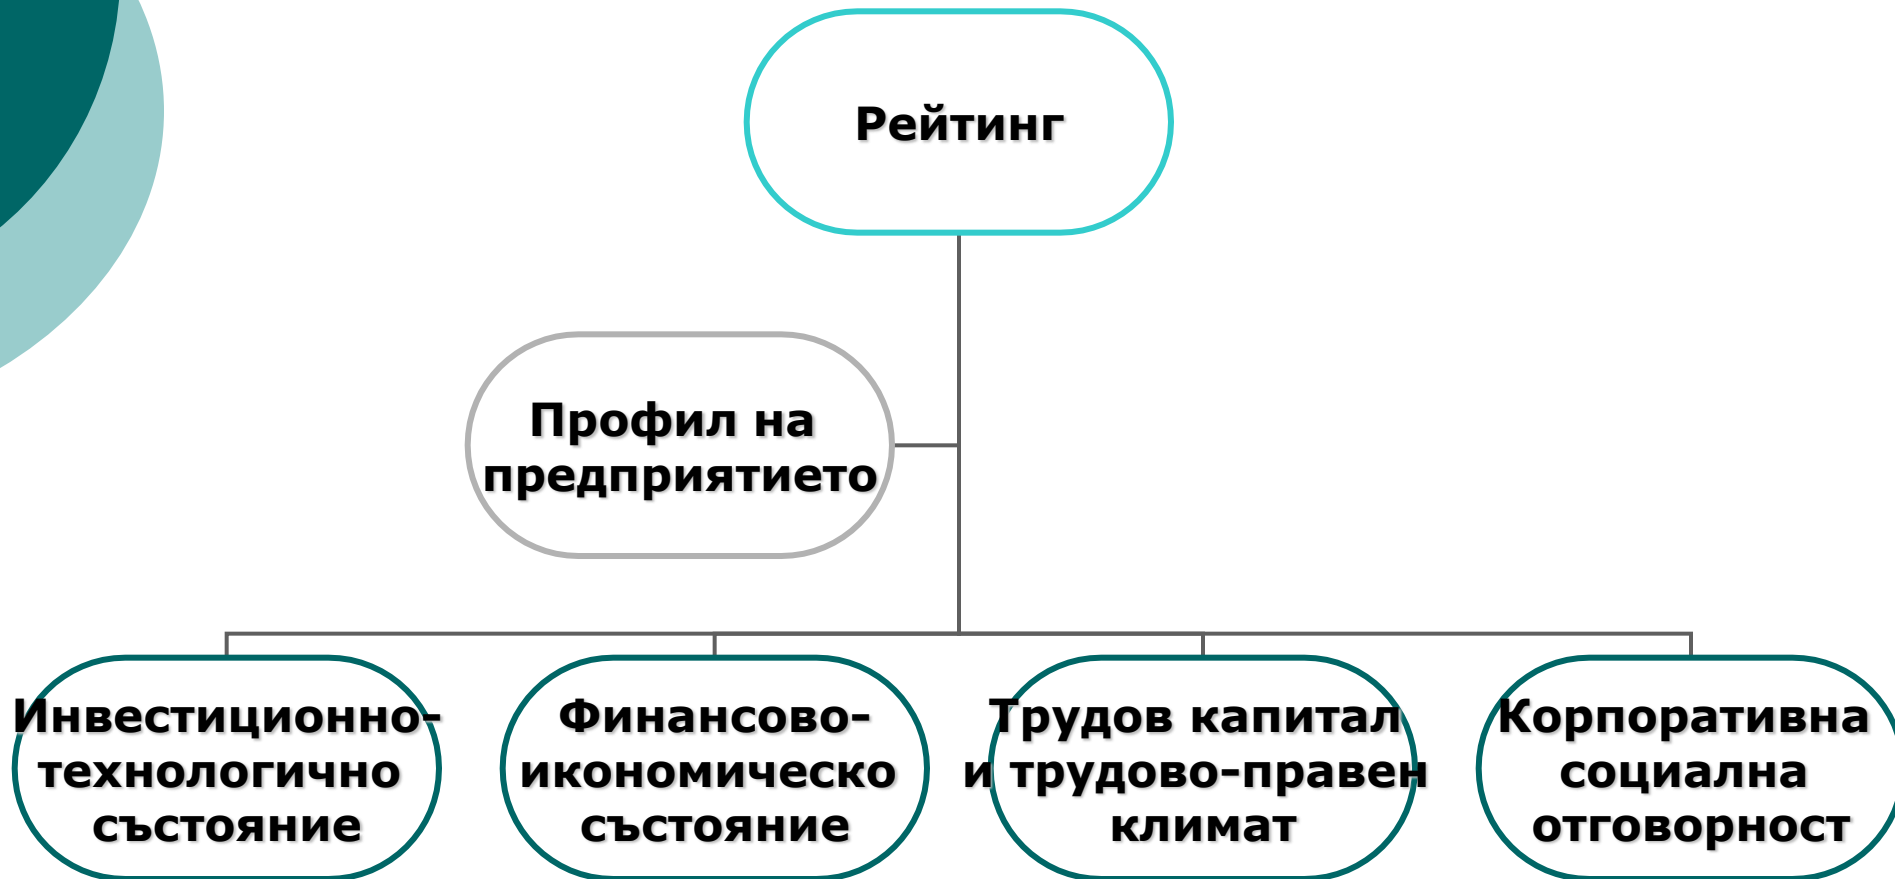 Рейтинг
Профил на
предприятието
Инвестиционно-
технологично
състояние
Финансово-
икономическо
състояние
Трудов капитал
и трудово-правен
климат
Корпоративна
социална
отговорност